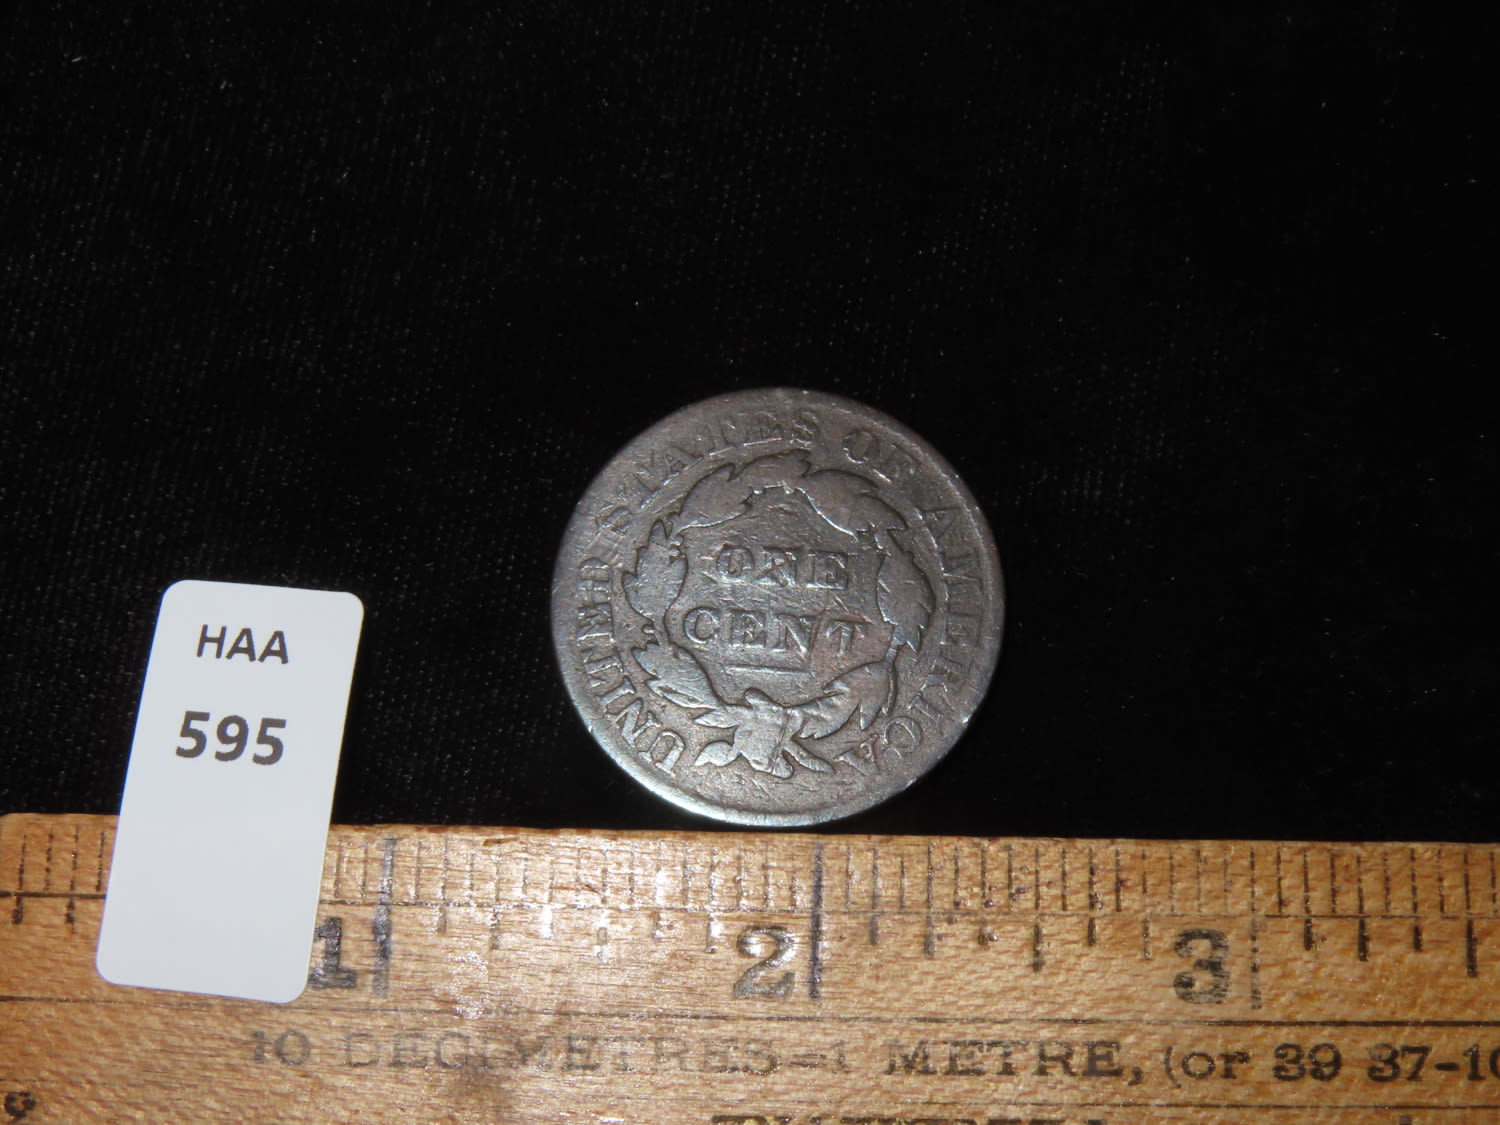 UNITED STATES OF AMERICA
ONE
CENT
HAA
595
1 2 3
10 DECIMETRES—1 METRE, (or 39 37-10